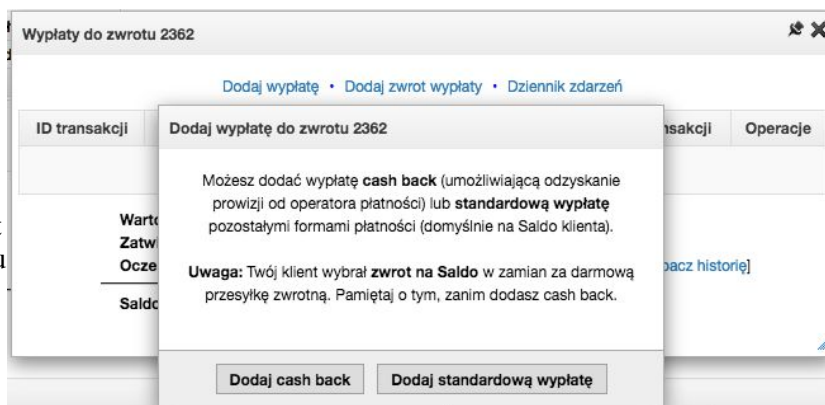 Wypłaty do zwrotu 2362
Dodaj wypłatę • Dodaj zwrot wypłaty • Dziennik zdarzeń
ID transakcji
Operacje
Dodaj wypłatę do zwrotu 2362
Możesz dodać wypłatę cash back (umożliwiającą odzyskanie
prowizji od operatora płatności) lub standardową wypłatę
pozostałymi formami płatności (domyślnie na Saldo klienta).
Uwaga: Twój klient wybrał zwrot na Saldo w zamian za darmową
przesyłkę zwrotną. Pamiętaj o tym, zanim dodasz cash back.
historię]
Dodaj cash back
Dodaj standardową wypłatę